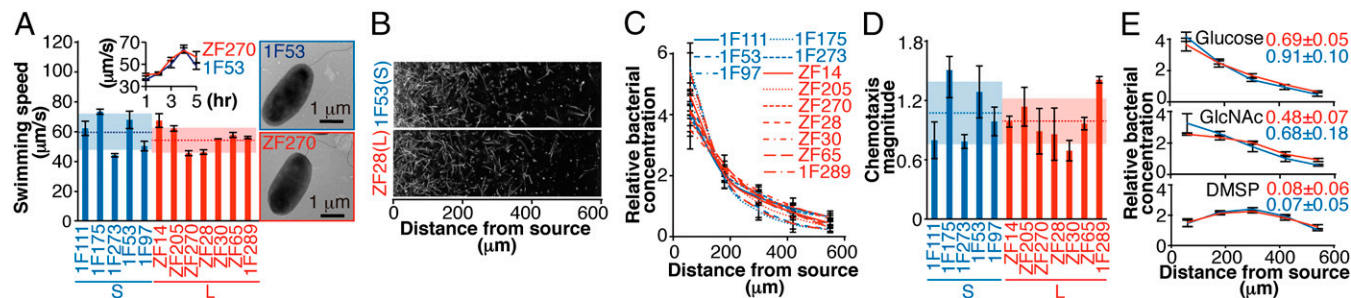 A
120
100
80
60
40
20
0
Swimming speed
(μm/s)
70
50
30
(μm/s)
1 3 5
(hr)
ZF270
1F53
1F111
1F175
1F273
1F53
1F97
ZF14
ZF205
ZF270
ZF28
ZF30
ZF65
1F289
S
L
1F53
1 μm
ZF270
1 μm
B
1F53(S)
ZF28(L)
0 200 400 600
Distance from source
(μm)
C
7
6
5
4
3
2
1
0
Relative bacterial
concentration
1F111
1F53
1F97
1F175
1F273
ZF14
ZF205
ZF270
ZF28
ZF30
ZF65
1F289
0 200 400 600
Distance from source
(μm)
D
1.8
1.2
0.6
0
Chemotaxis
magnitude
1F111
1F175
1F273
1F53
1F97
ZF14
ZF205
ZF270
ZF28
ZF30
ZF65
1F289
S
L
E
Relative bacterial
concentration
4
2
0
Glucose
0.69±0.05
0.91±0.10
4
2
0
GlcNAc
0.48±0.07
0.68±0.18
4
2
0
DMSP
0.08±0.06
0.07±0.05
0 200 400 600
Distance from source
(μm)